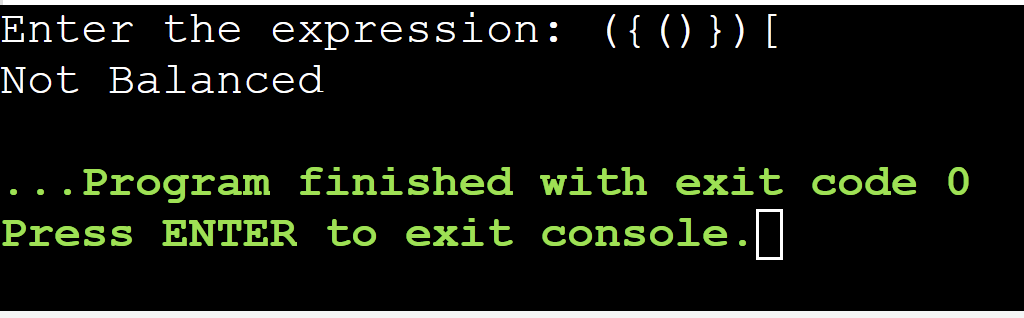 Enter the expression: ({()})[
Not Balanced
...Program finished with exit code 0
Press ENTER to exit console.